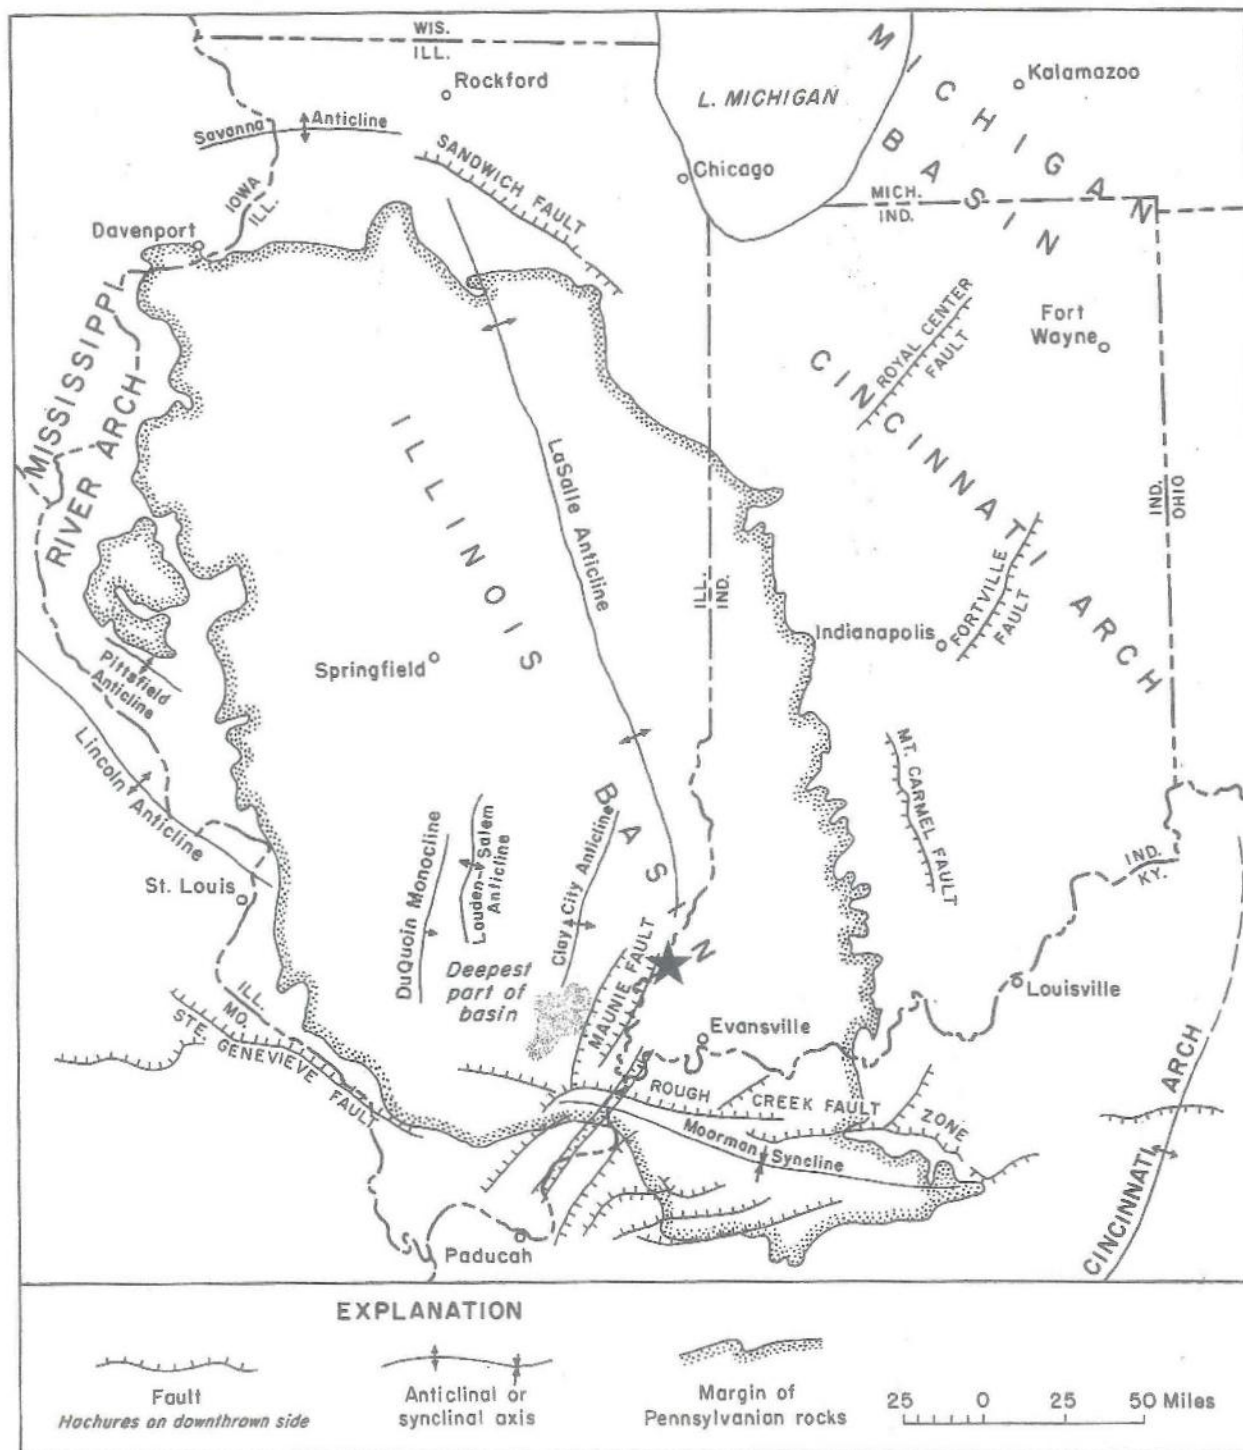 WIS.
ILL.
Rockford
L. MICHIGAN
MICHIGAN
BASIN
Kalamazoo
Savanna Anticline
SANDWICH FAULT
Chicago
MICH.
IND.
IOWA
ILL.
Davenport
MISSISSIPPI
RIVER ARCH
ROYAL CENTER
FAULT
Fort
Wayne
CINCINNATI ARCH
ILLINOIS
BASIN
LaSalle Anticline
IND.
OHIO
ILL.
IND.
Indianapolis
FORTVILLE
FAULT
Springfield
Pittsfield
Anticline
Lincoln Anticline
MT. CARMEL FAULT
St. Louis
DuQuoin Monocline
Louden-Salem
Anticline
Clay City Anticline
IND.
KY.
Deepest
part of
basin
MAUNIE FAULT
Louisville
ILL.
MO.
STE.
GENEVIEVE FAULT
Evansville
ROUGH
CREEK FAULT
ZONE
Moorman Syncline
CINCINNATI ARCH
Paducah
EXPLANATION
Fault
Hachures on downthrown side
Anticlinal or
synclinal axis
Margin of
Pennsylvanian rocks
25 0 25 50 Miles